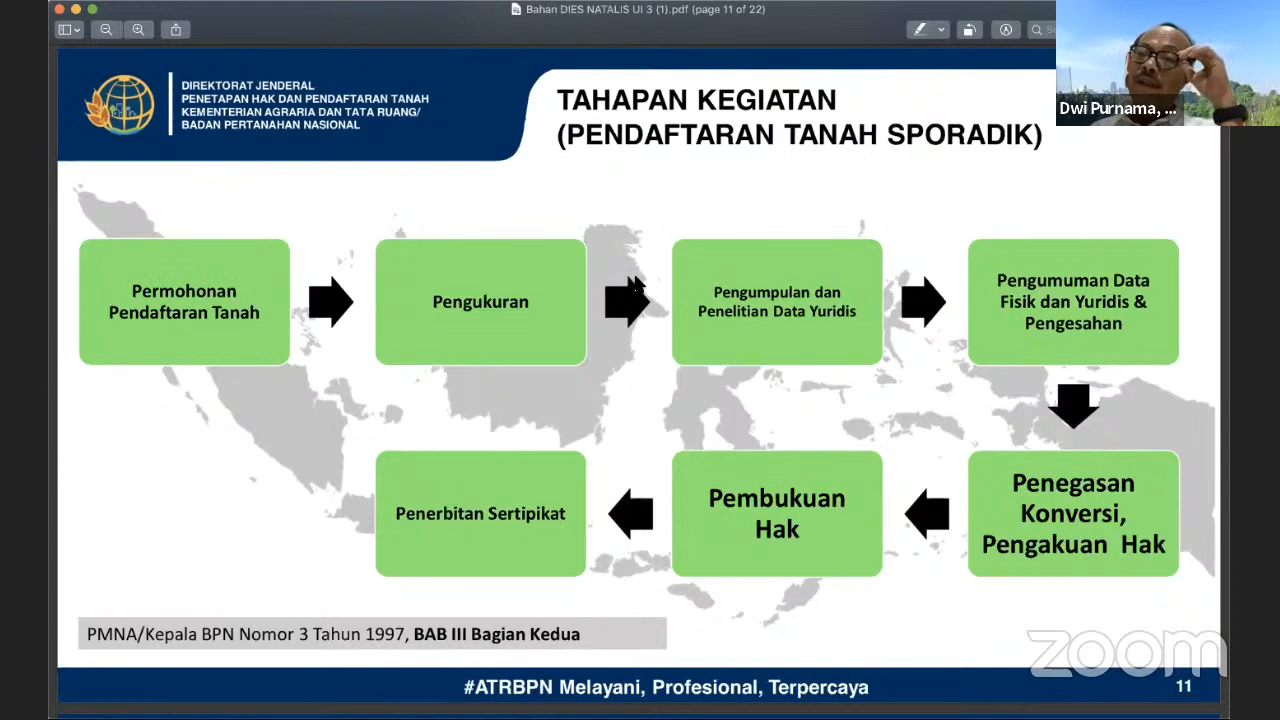 Bahan DIES NATALIS UI 3 (1).pdf (page 11 of 22)
DIREKTORAT JENDERAL
PENETAPAN HAK DAN PENDAFTARAN TANAH
KEMENTERIAN AGRARIA DAN TATA RUANG/
BADAN PERTANAHAN NASIONAL
TAHAPAN KEGIATAN
(PENDAFTARAN TANAH SPORADIK)
Dwi Purnama, ...
Permohonan
Pendaftaran Tanah
Pengukuran
Pengumpulan dan
Penelitian Data Yuridis
Pengumuman Data
Fisik dan Yuridis &
Pengesahan
Penegasan
Konversi,
Pengakuan Hak
Pembukuan
Hak
Penerbitan Sertipikat
PMNA/Kepala BPN Nomor 3 Tahun 1997, BAB III Bagian Kedua
zoom
#ATRBPN Melayani, Profesional, Terpercaya
11